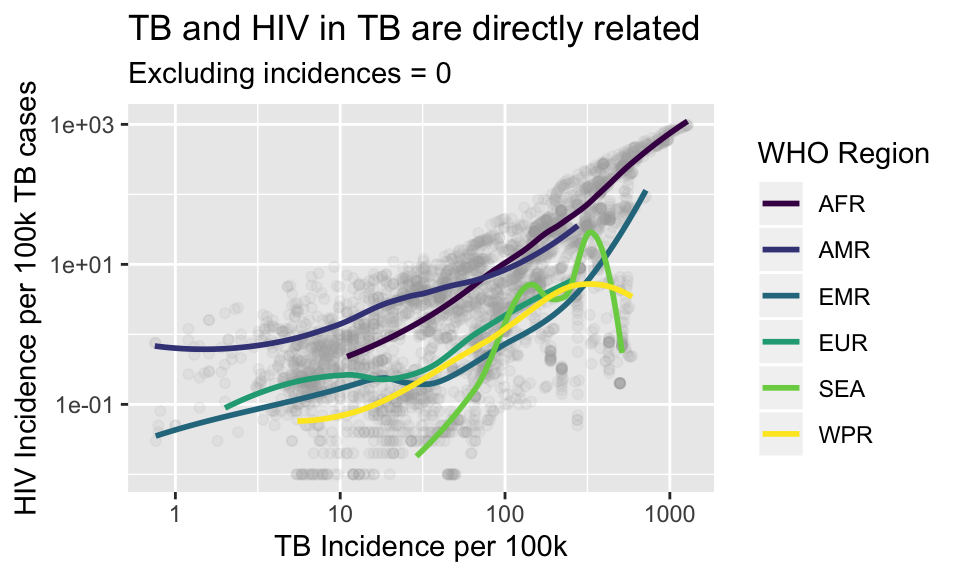 TB and HIV in TB are directly related
Excluding incidences = 0
HIV Incidence per 100k TB cases
1e+03
1e+01
1e-01
1
10
100
1000
TB Incidence per 100k
WHO Region
AFR
AMR
EMR
EUR
SEA
WPR